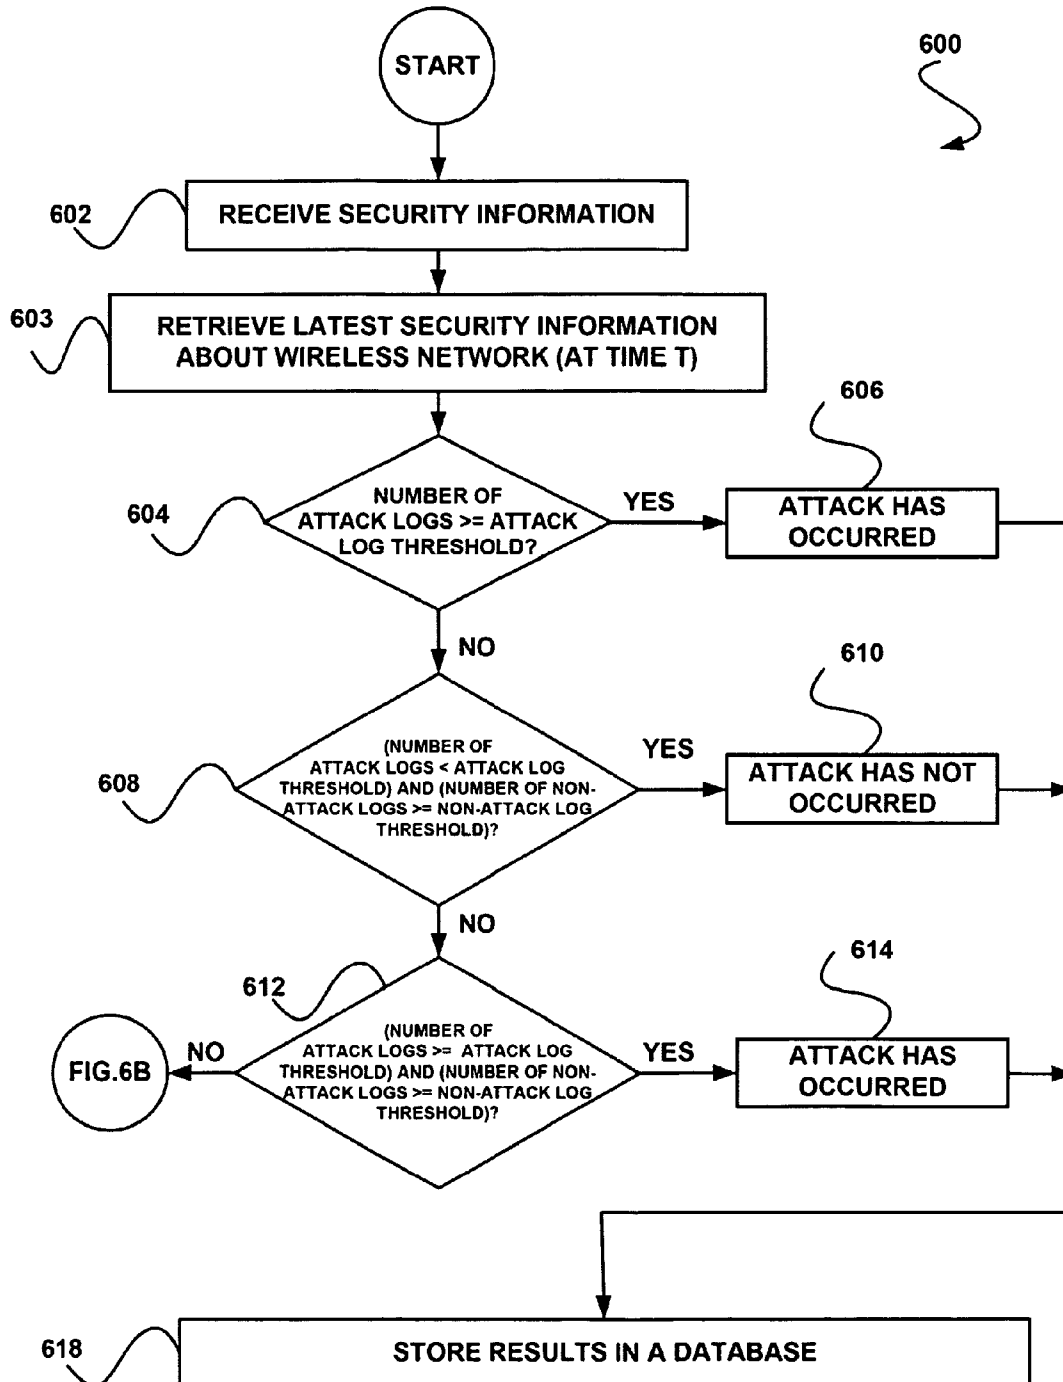 START
600
602
RECEIVE SECURITY INFORMATION
603
RETRIEVE LATEST SECURITY INFORMATION
ABOUT WIRELESS NETWORK (AT TIME T)
606
604
NUMBER OF
ATTACK LOGS >= ATTACK
LOG THRESHOLD?
YES
ATTACK HAS
OCCURRED
NO
610
608
(NUMBER OF
ATTACK LOGS < ATTACK LOG
THRESHOLD) AND (NUMBER OF NON-
ATTACK LOGS >= NON-ATTACK LOG
THRESHOLD)?
YES
ATTACK HAS NOT
OCCURRED
NO
614
612
(NUMBER OF
ATTACK LOGS >= ATTACK LOG
THRESHOLD) AND (NUMBER OF NON-
ATTACK LOGS >= NON-ATTACK LOG
THRESHOLD)?
NO
FIG.6B
YES
ATTACK HAS
OCCURRED
618
STORE RESULTS IN A DATABASE